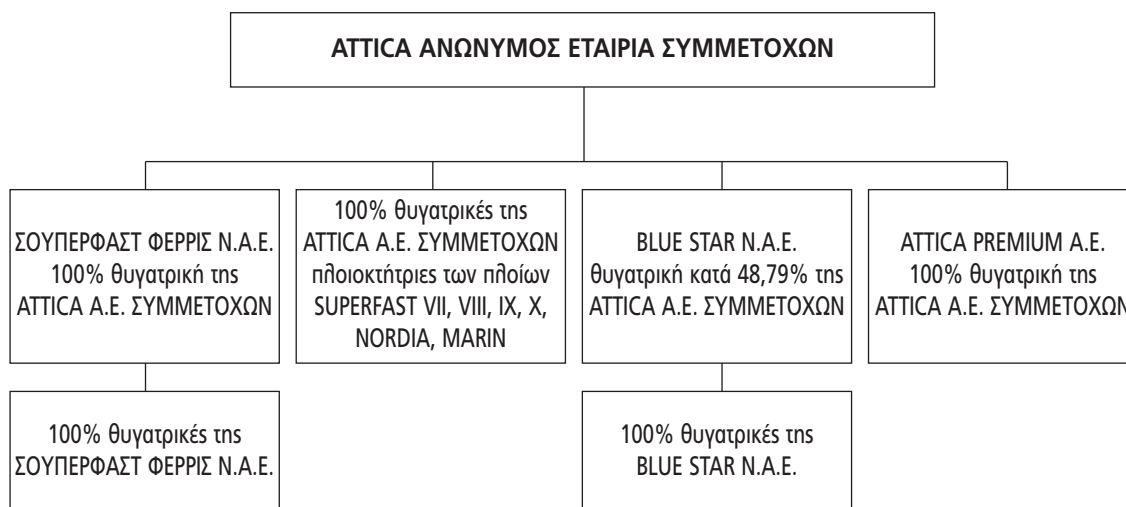 ATTICA ΑΝΩΝΥΜΟΣ ΕΤΑΙΡΙΑ ΣΥΜΜΕΤΟΧΩΝ
ΣΟΥΠΕΡΦΑΣΤ ΦΕΡΡΙΣ Ν.Α.Ε.
100% θυγατρική της
ATTICA Α.Ε. ΣΥΜΜΕΤΟΧΩΝ
100% θυγατρικές της
ATTICA Α.Ε. ΣΥΜΜΕΤΟΧΩΝ
πλοιοκτήτριες των πλοίων
SUPERFAST VII, VIII, IX, X,
NORDIA, MARIN
BLUE STAR Ν.Α.Ε.
θυγατρική κατά 48,79% της
ATTICA Α.Ε. ΣΥΜΜΕΤΟΧΩΝ
ATTICA PREMIUM Α.Ε.
100% θυγατρική της
ATTICA Α.Ε. ΣΥΜΜΕΤΟΧΩΝ
100% θυγατρικές της
ΣΟΥΠΕΡΦΑΣΤ ΦΕΡΡΙΣ Ν.Α.Ε.
100% θυγατρικές της
BLUE STAR Ν.Α.Ε.